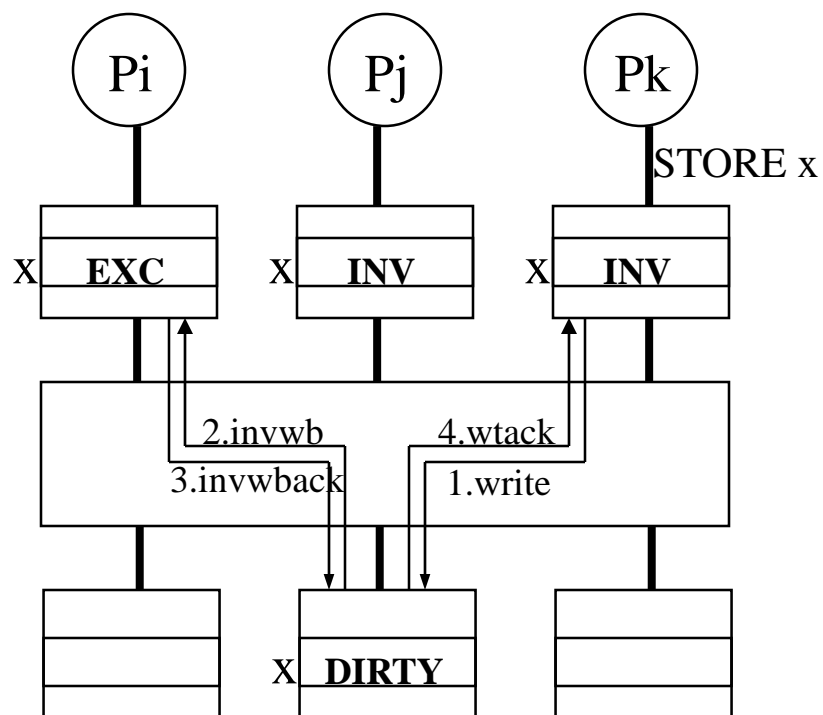 Pi Pj Pk
STORE x
X EXC X INV X INV
2.invwb 4.wtack
3.invwback 1.write
X DIRTY